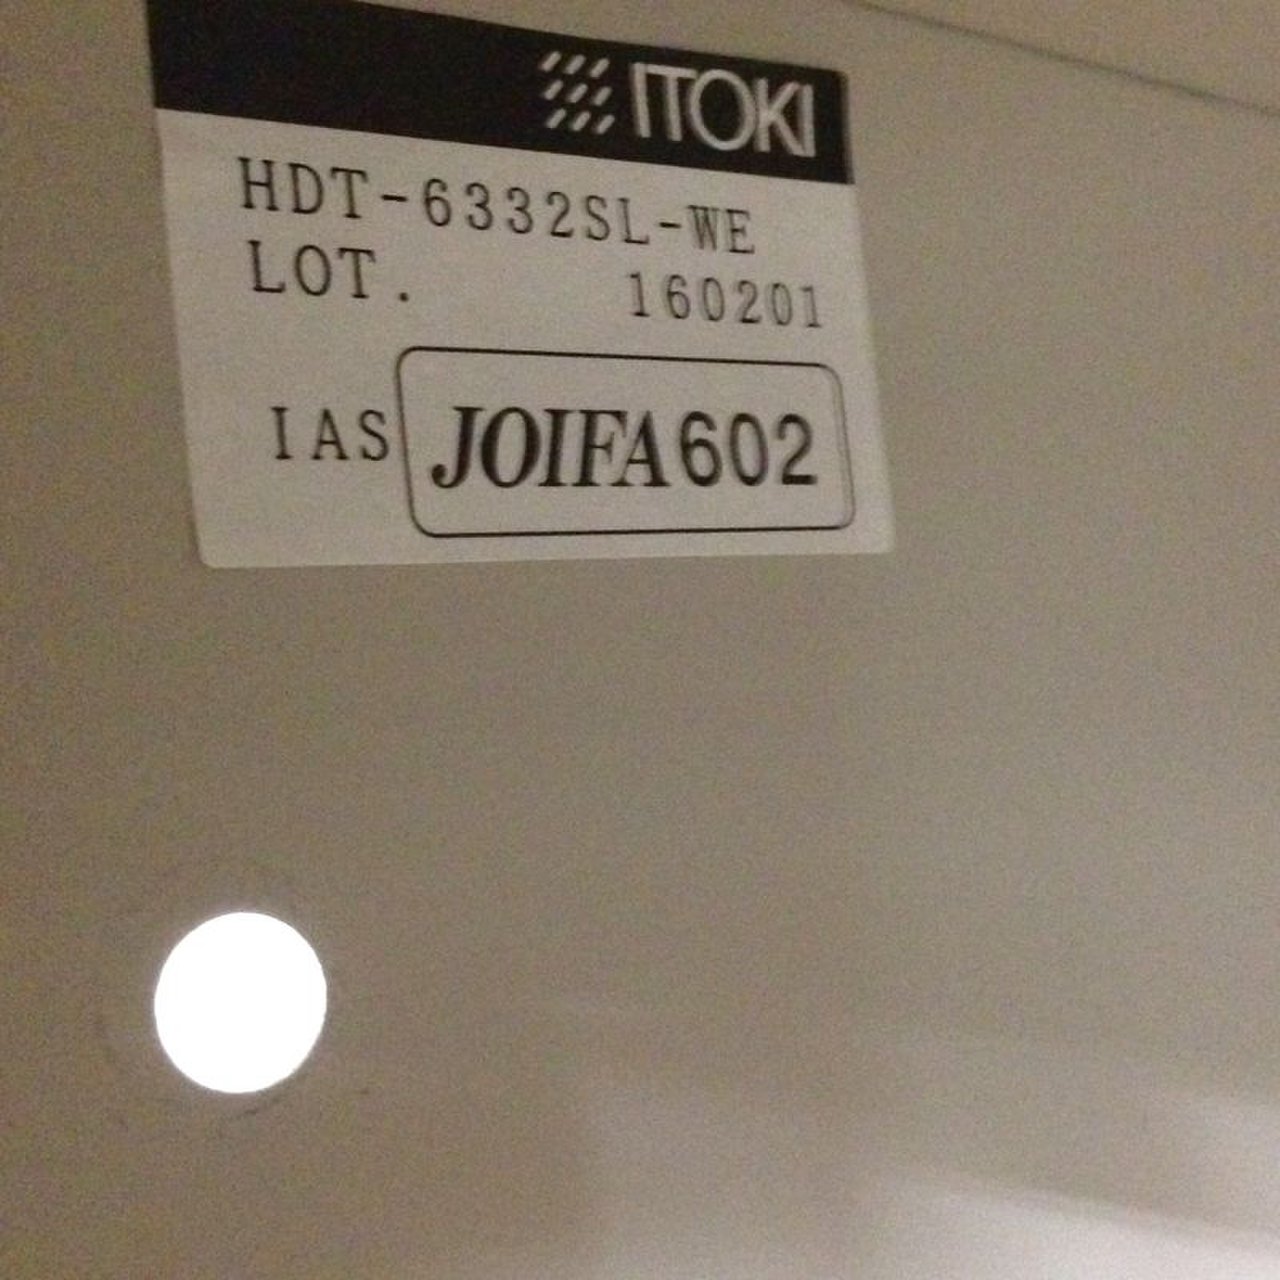 ITOKI
HDT-6332SL-WE
LOT. 160201
IAS JOIFA602